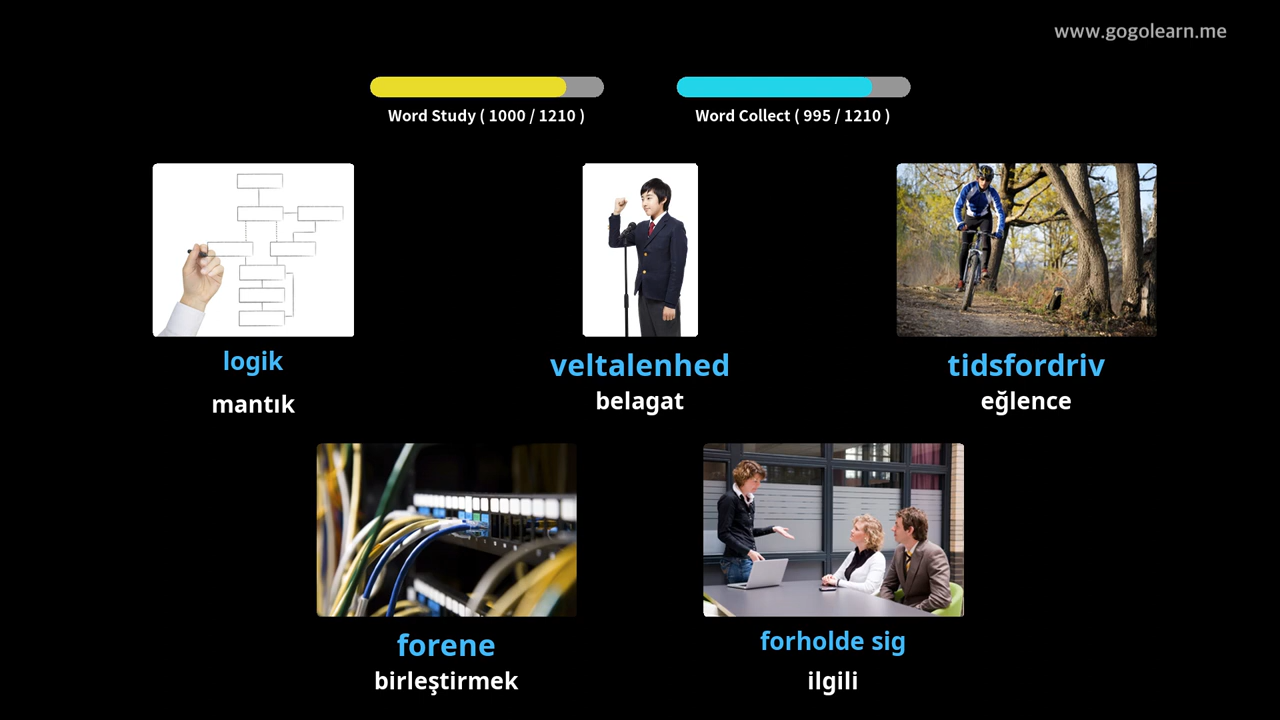 www.gogolearn.me
Word Study ( 1000 / 1210 )
Word Collect ( 995 / 1210 )
logik
mantık
veltalenhed
belagat
tidsfordriv
eğlence
forene
birleştirmek
forholde sig
ilgili